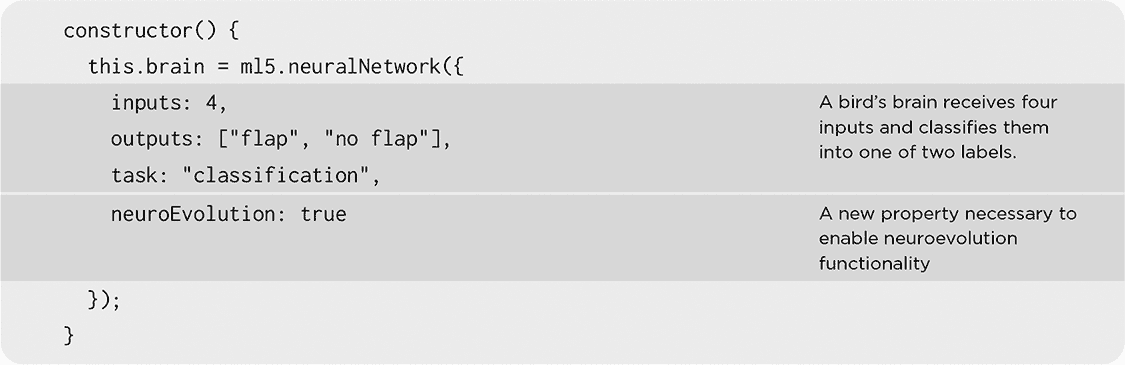 constructor() {
this.brain = ml5.neuralNetwork({
inputs: 4,
outputs: ["flap", "no flap"],
task: "classification",
A bird’s brain receives four
inputs and classifies them
into one of two labels.
neuroEvolution: true
A new property necessary to
enable neuroevolution
functionality
});
}